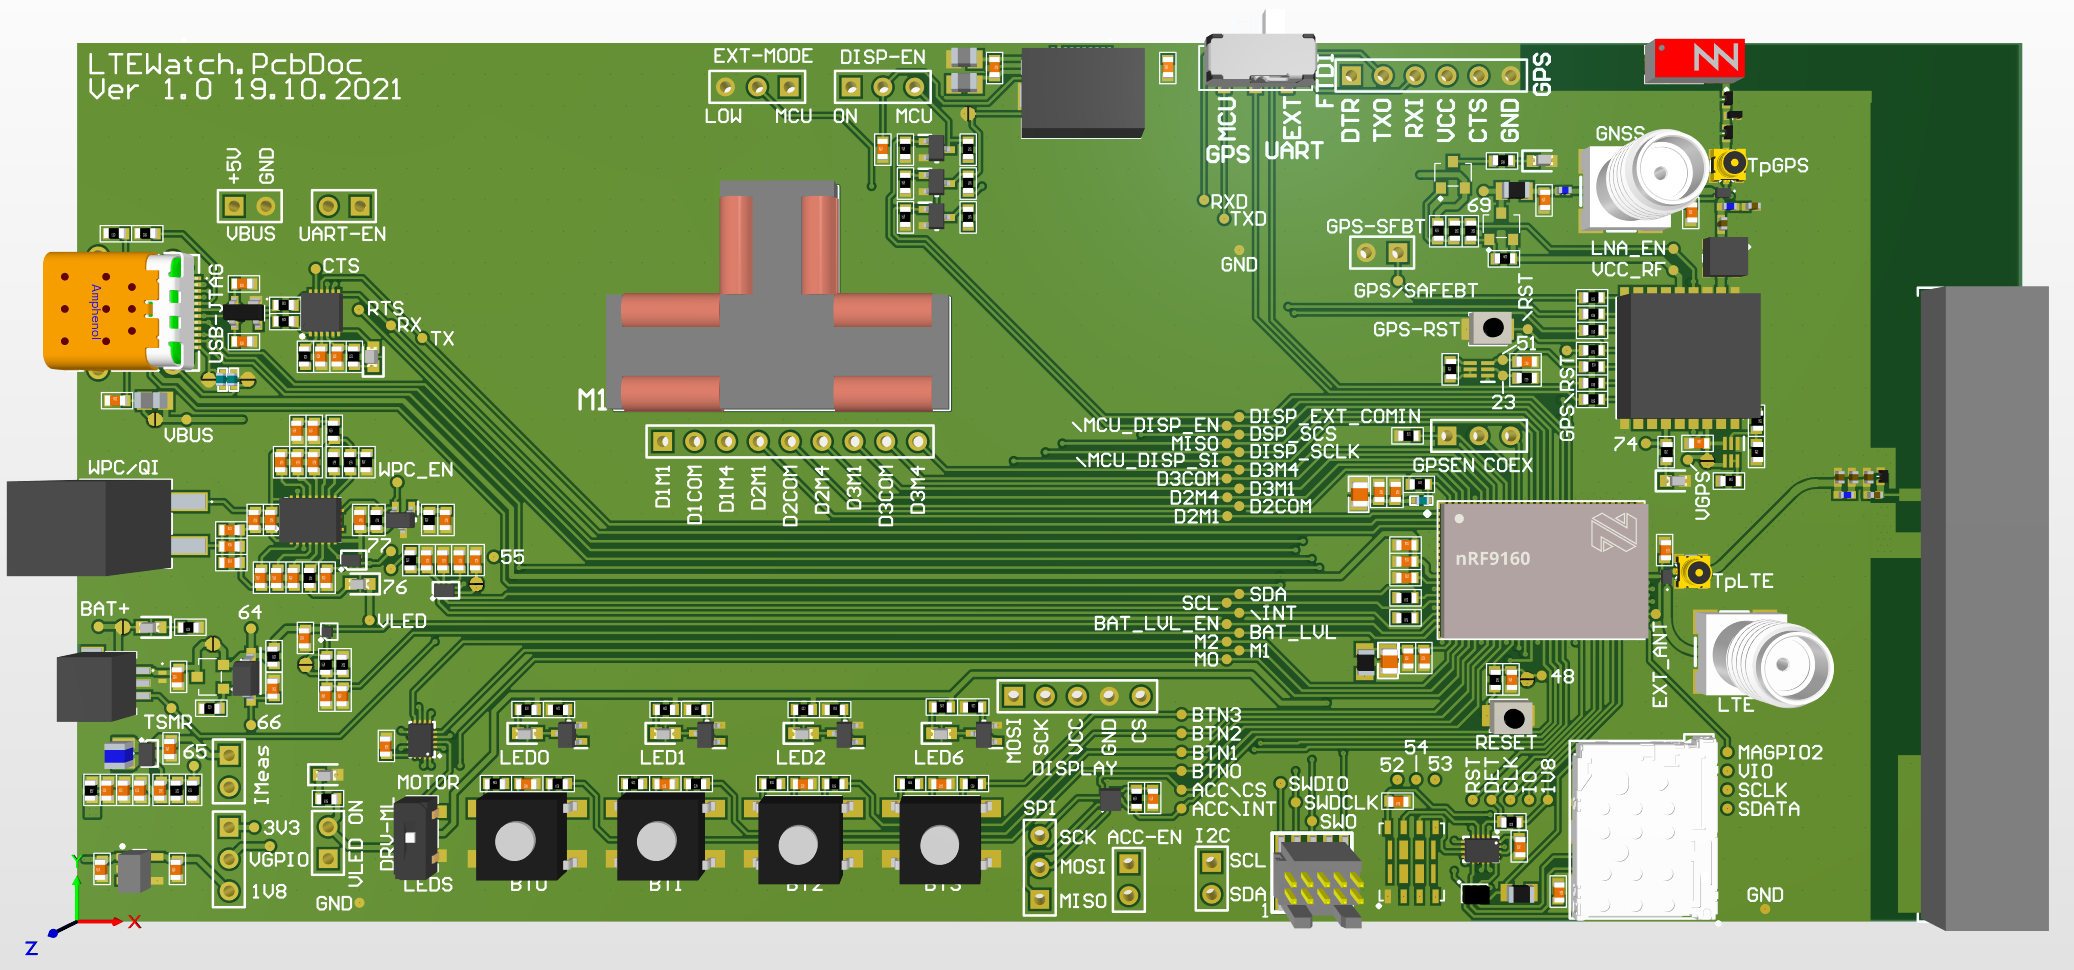 LTEWatch.PcbDoc
Ver 1.0 19.10.2021
EXT-MODE
DISP-EN
LOW
MCU
ON
MCU
MCU
EXT
GPS
UART
FTDI
DTR
TXO
RXI
VCC
CTS
GND
GPS
GNSS
TpGPS
+5V
GND
VBUS
UART-EN
RXD
TXD
GND
69
GPS-SFBT
GPS/SAFEBT
LNA_EN
VCC_RF
\RST
GPS-RST
51
23
GPS\RST
Amphenol
USB-JTAG
CTS
RTS
RX
TX
VBUS
M1
D1M1
D1COM
D1M4
D2M1
D2COM
D2M4
D3M1
D3COM
D3M4
\MCU_DISP_EN
MISO
\MCU_DISP_SI
D3COM
D2M4
D2M1
DISP_EXT_COMIN
DSP_SCS
DISP_SCLK
D3M4
D3M1
D2COM
GPSEN COEX
74
VGPS
WPC/QI
WPC_EN
77
76
55
nRF9160
TpLTE
BAT+
64
VLED
SCL
BAT_LVL_EN
M2
M0
SDA
\INT
BAT_LVL
M1
EXT_ANT
LTE
48
RESET
TSMR
66
65
IMeas
MOTOR
LED0
LED1
LED2
LED6
MOSI
SCK
VCC
GND
CS
DISPLAY
BTN3
BTN2
BTN1
BTN0
ACC\CS
ACC\INT
SWDIO
SWDCLK
SWO
54
52
53
RST
DET
CLK
IO
1V8
MAGPIO2
VIO
SCLK
SDATA
3V3
VGPIO
1V8
VLED ON
GND
DRV-ML
LEDS
BT0
BT1
BT2
BT3
SPI
SCK
MOSI
MISO
ACC-EN
I2C
SCL
SDA
1
GND
Y
X
Z